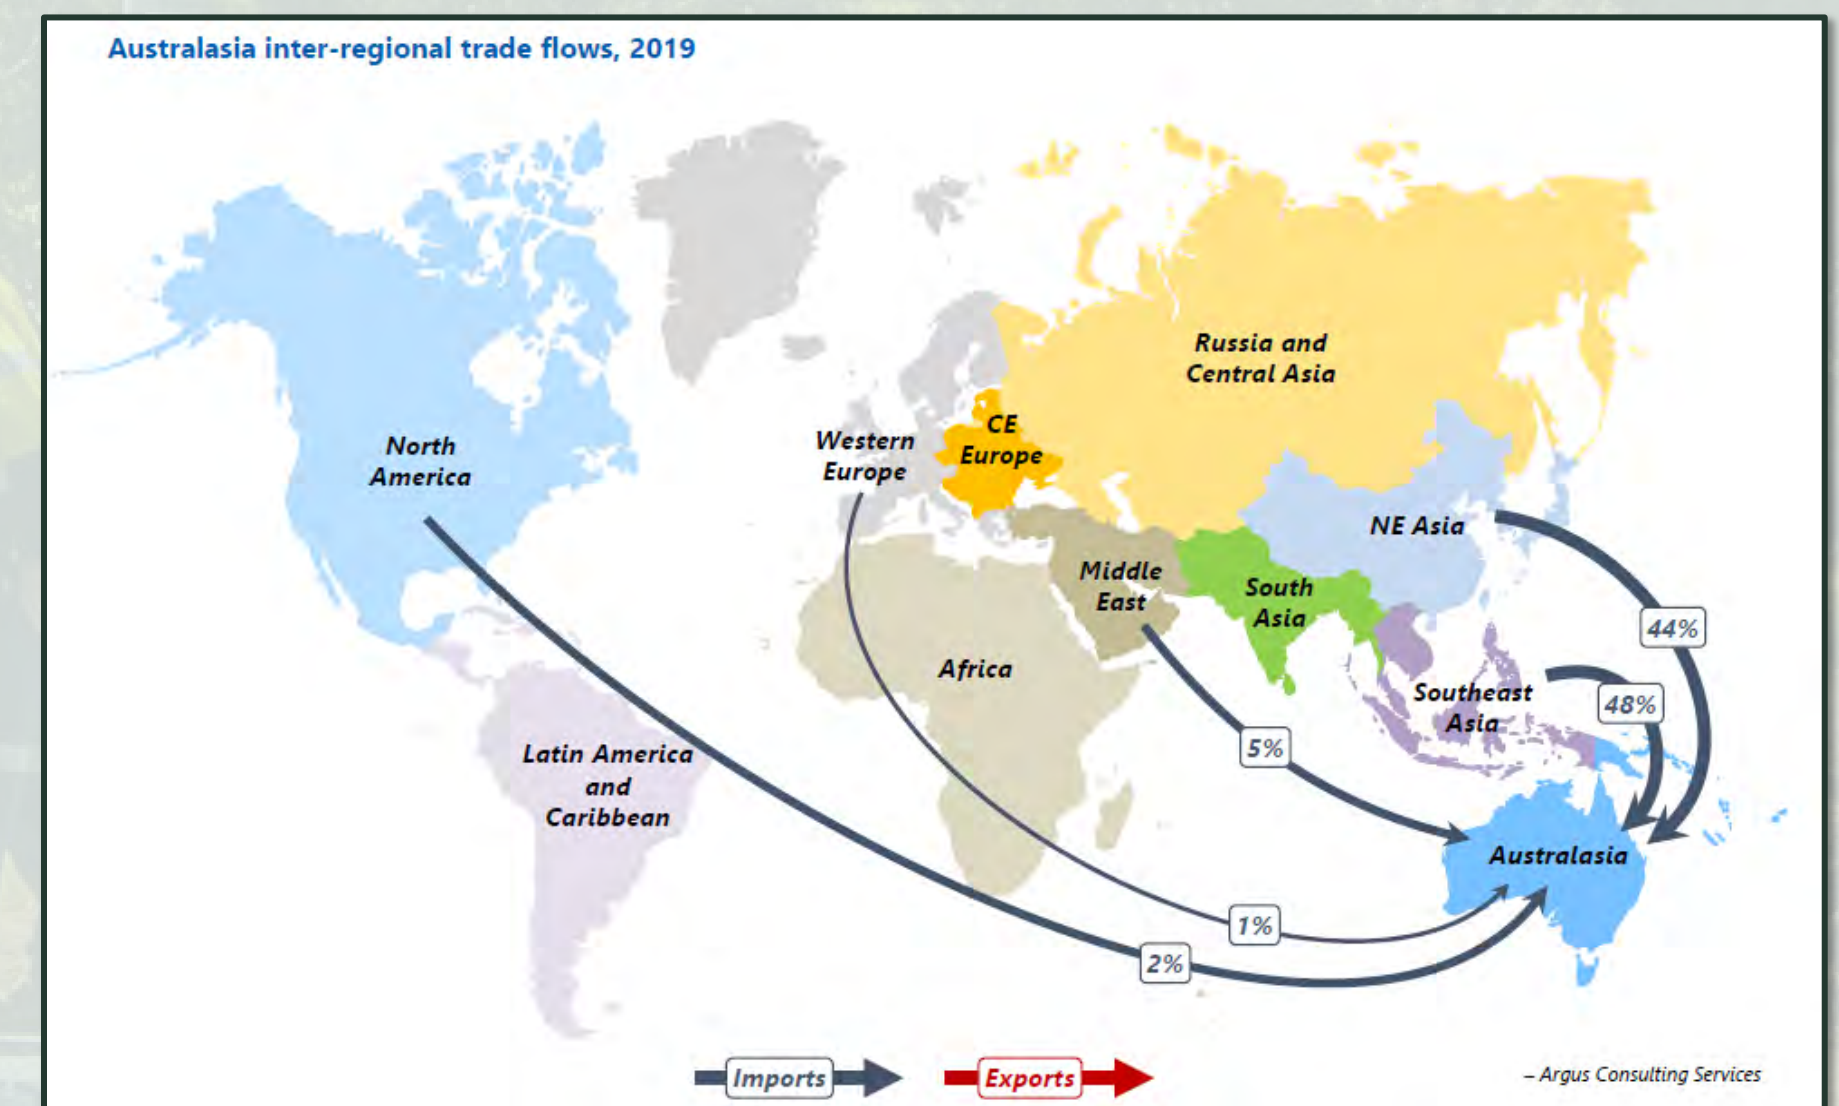 Australasia inter-regional trade flows, 2019
Russia and
Central Asia
North
America
Western
Europe
CE
Europe
NE Asia
Middle
East
South
Asia
44%
Africa
Southeast
Asia
48%
5%
Latin America
and
Caribbean
Australasia
1%
2%
Imports
Exports
– Argus Consulting Services